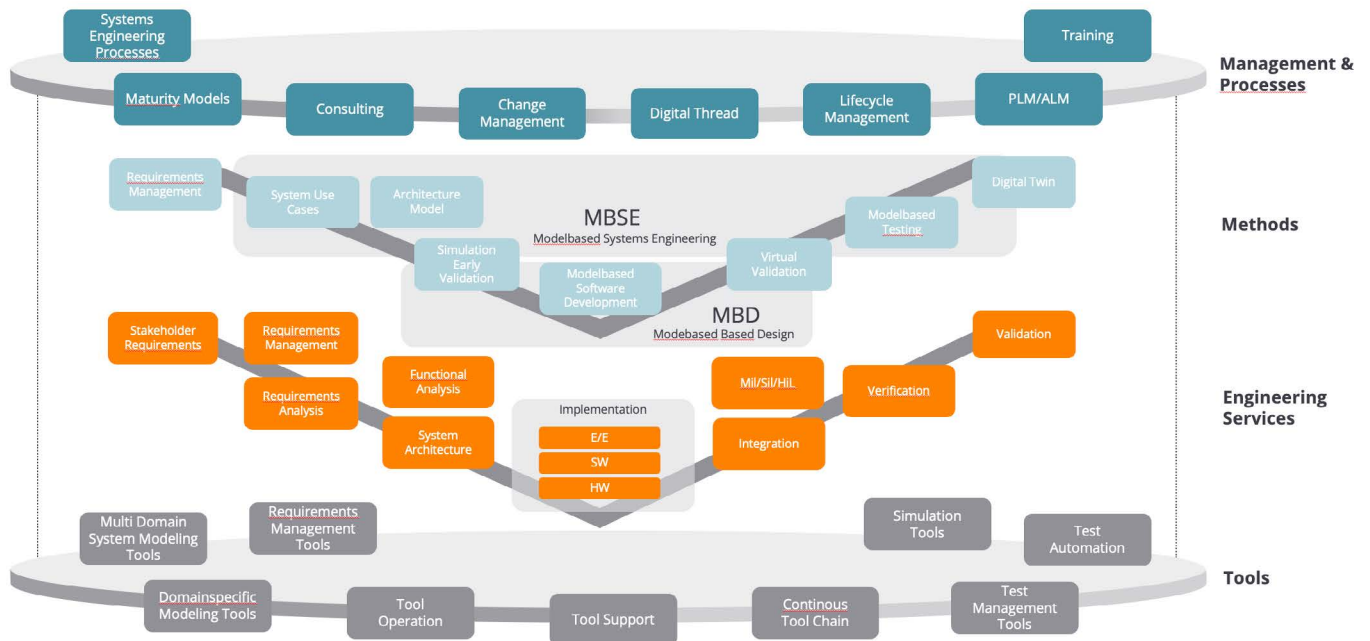 Systems
Engineering
Processes
Training
Management &
Processes
Maturity Models
Consulting
Change
Management
Digital Thread
Lifecycle
Management
PLM/ALM
Requirements
Management
System Use
Cases
Architecture
Model
MBSE
Modelbased Systems Engineering
Digital Twin
Modelbased
Testing
Methods
Simulation
Early
Validation
Modelbased
Software
Development
Virtual
Validation
MBD
Modebased Based Design
Stakeholder
Requirements
Requirements
Management
Validation
Functional
Analysis
Mil/Sil/HiL
Requirements
Analysis
Verification
Engineering
Services
Implementation
E/E
SW
HW
System
Architecture
Integration
Multi Domain
System Modeling
Tools
Requirements
Management
Tools
Simulation
Tools
Test
Automation
Tools
Domainspecific
Modeling Tools
Tool
Operation
Tool Support
Continous
Tool Chain
Test
Management
Tools